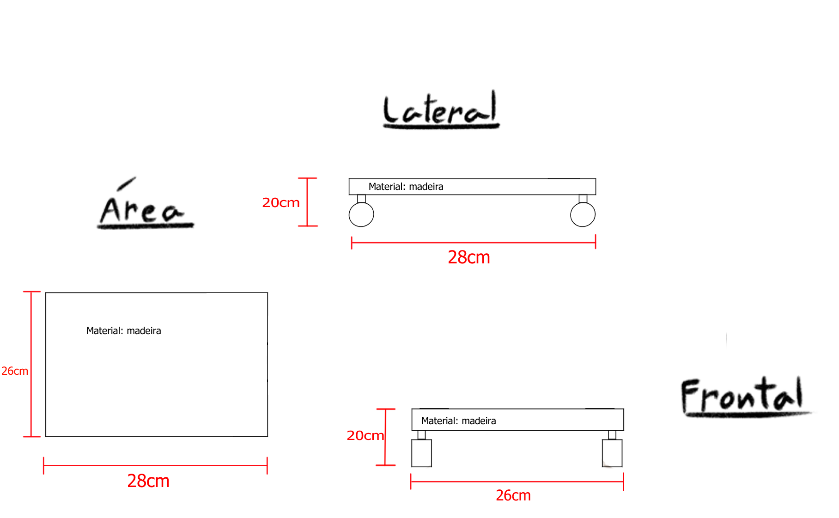 Lateral
Material: madeira
20cm
28cm
Área
Material: madeira
26cm
28cm
Frontal
Material: madeira
20cm
26cm